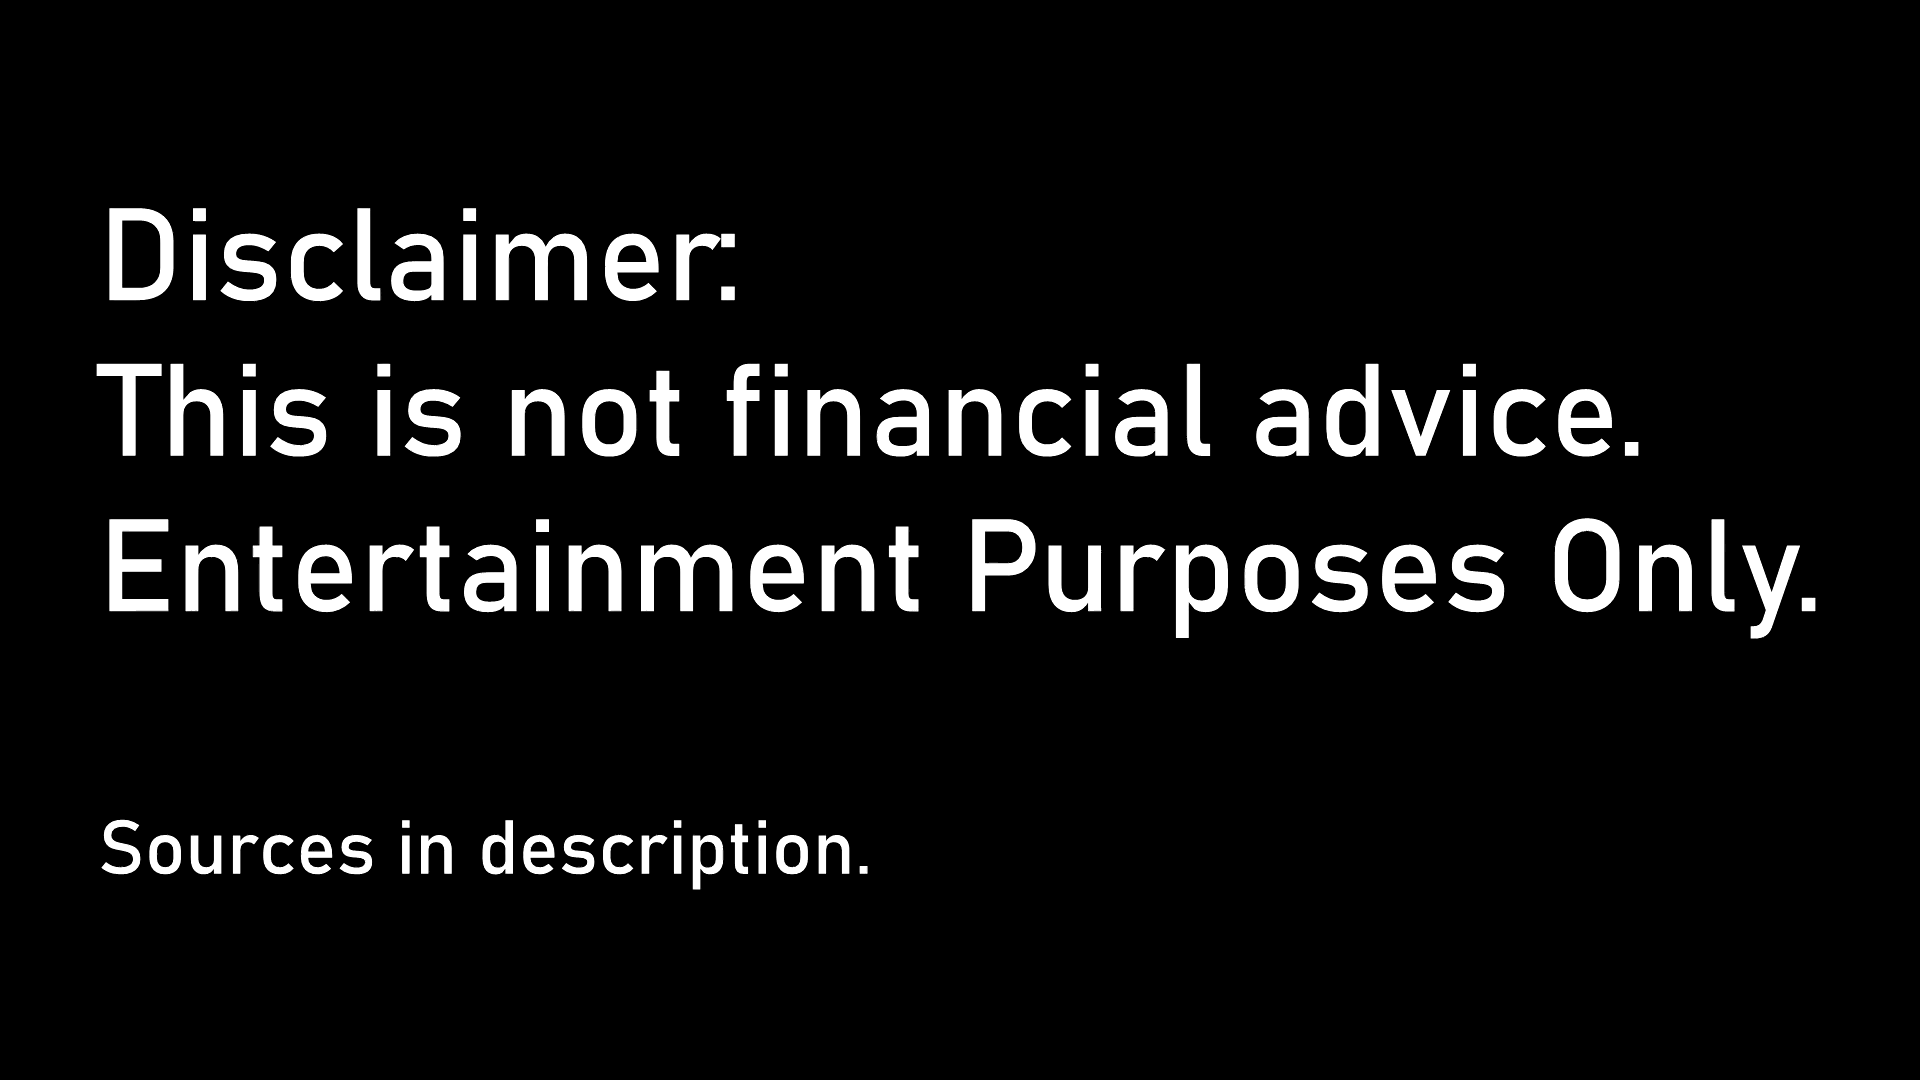 Disclaimer:
This is not financial advice.
Entertainment Purposes Only.
Sources in description.